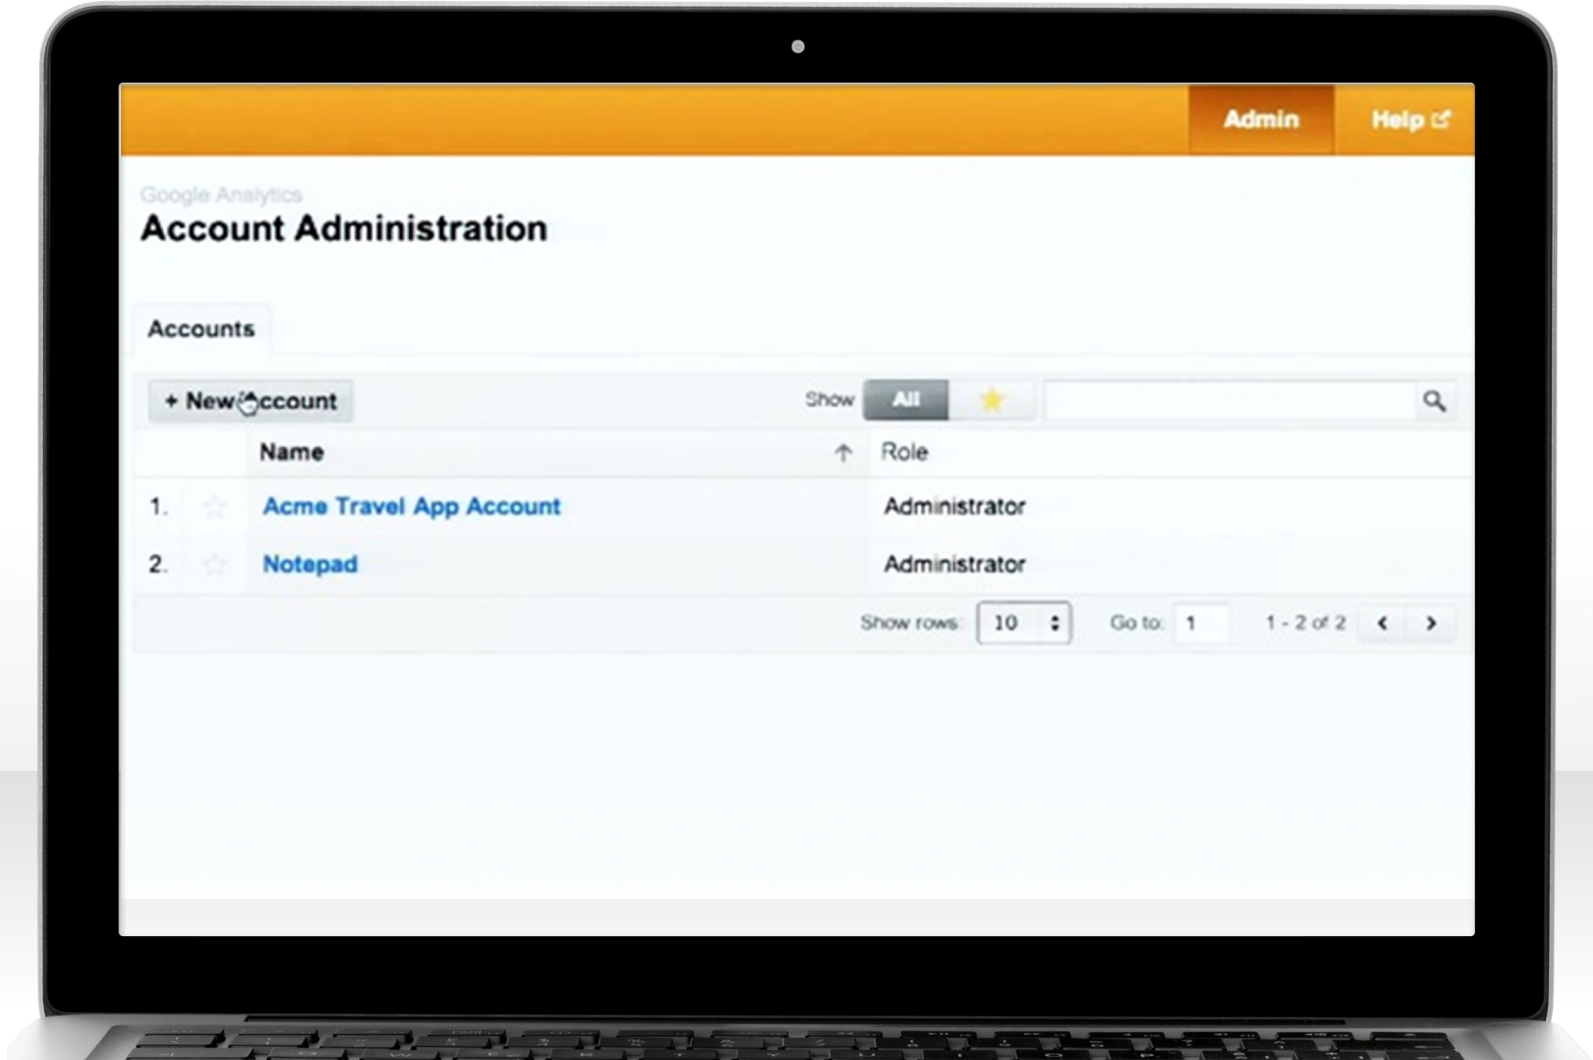 Admin Help
Google Analytics
Account Administration
Accounts
+ New Account Show All
Name Role
1. Acme Travel App Account Administrator
2. Notepad Administrator
Show rows: 10 Go to: 1 1 - 2 of 2